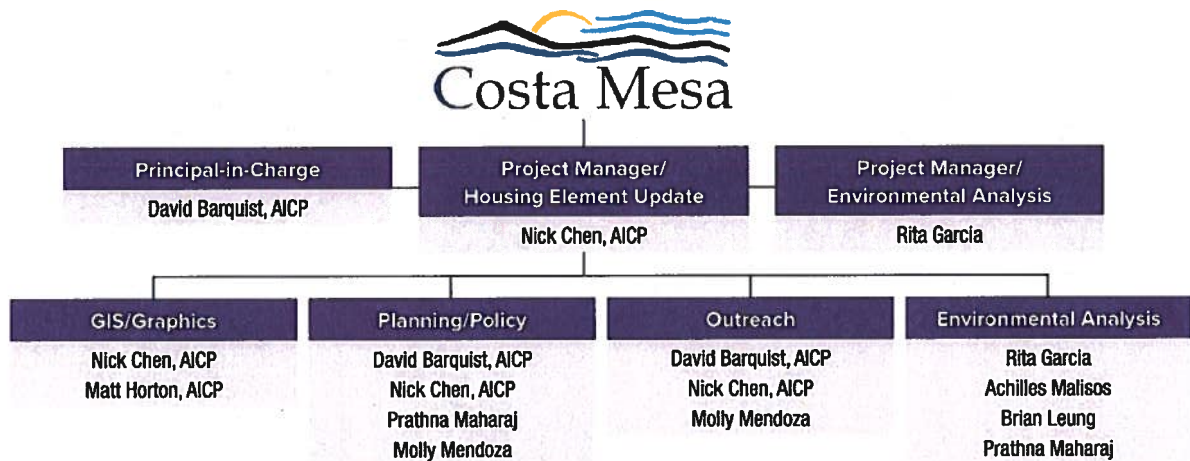 Costa Mesa
Principal-in-Charge
David Barquist, AICP
Project Manager/
Housing Element Update
Nick Chen, AICP
Project Manager/
Environmental Analysis
Rita Garcia
GIS/Graphics
Nick Chen, AICP
Matt Horton, AICP
Planning/Policy
David Barquist, AICP
Nick Chen, AICP
Prathna Maharaj
Molly Mendoza
Outreach
David Barquist, AICP
Nick Chen, AICP
Molly Mendoza
Environmental Analysis
Rita Garcia
Achilles Malisos
Brian Leung
Prathna Maharaj